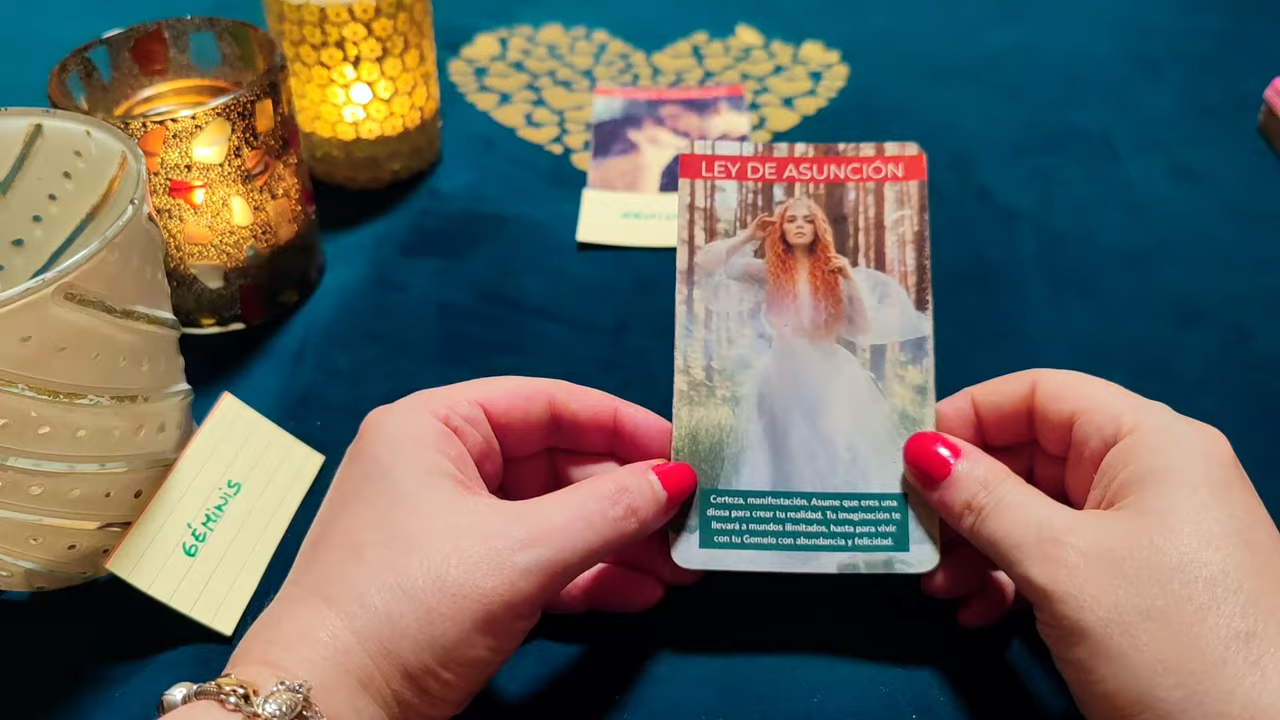 LEY DE ASUNCIÓN
Certeza, manifestación. Asume que eres una
diosa para crear tu realidad. Tu imaginación te
llevará a mundos ilimitados, hasta para vivir
con tu Gemelo con abundancia y felicidad.
GÉMINIS